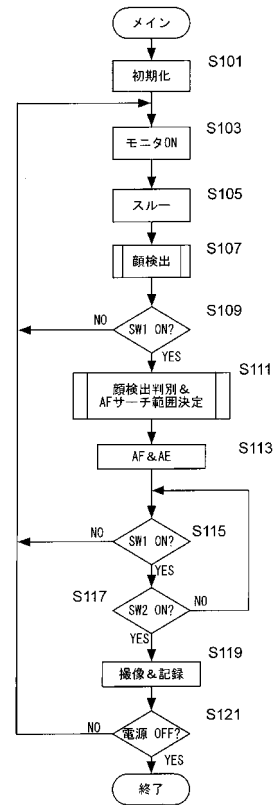 メイン
初期化
S101
モニタON
S103
スルー
S105
顔検出
S107
SW1 ON?
S109
NO
YES
顔検出判別&
AFサーチ範囲決定
S111
AF&AE
S113
SW1 ON?
S115
NO
YES
SW2 ON?
S117
NO
YES
撮像&記録
S119
電源 OFF?
S121
NO
YES
終了